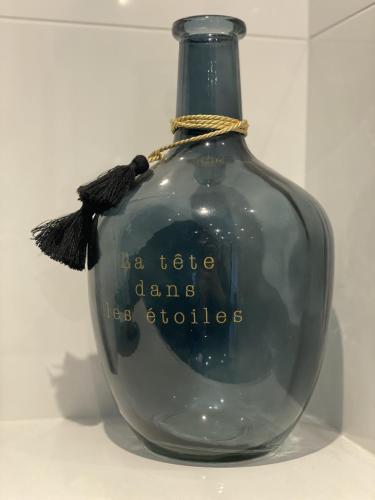 La tête
dans
les étoiles